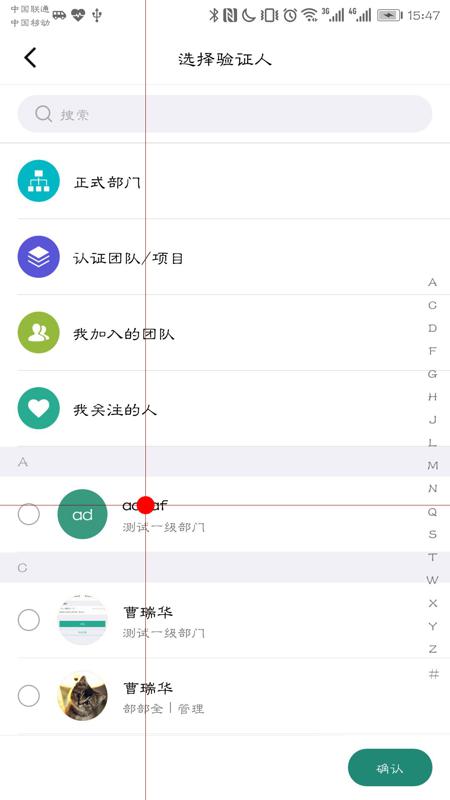 中国联通
中国移动
3G
4G
15:47
选择验证人
搜索
正式部门
认证团队/项目
我加入的团队
我关注的人
A
ad
测试一级部门
C
曹瑞华
测试一级部门
曹瑞华
部部全 | 管理
A
C
D
F
G
H
J
L
M
N
Q
S
T
W
X
Y
Z
#
确认